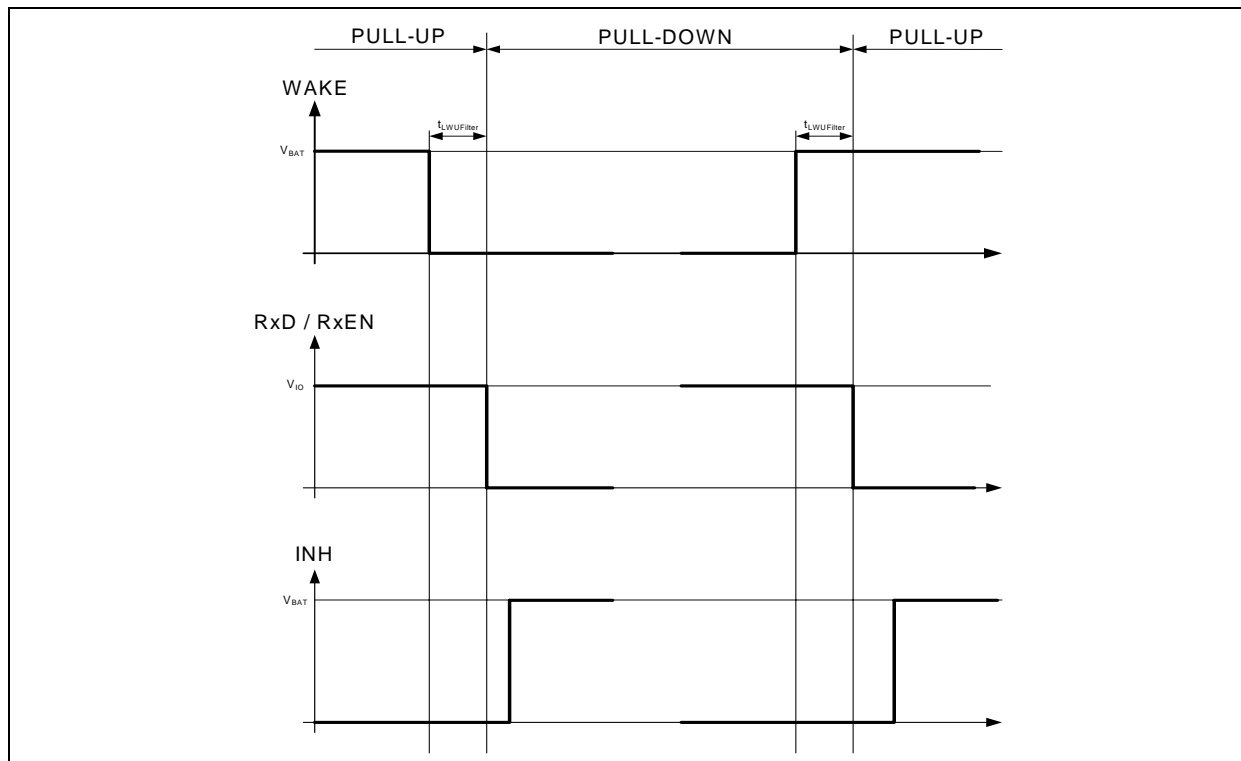 PULL-UP PULL-DOWN PULL-UP
WAKE
tLWUFilter tLWUFilter
VBAT
RxD / RxEN
VIO
INH
VBAT